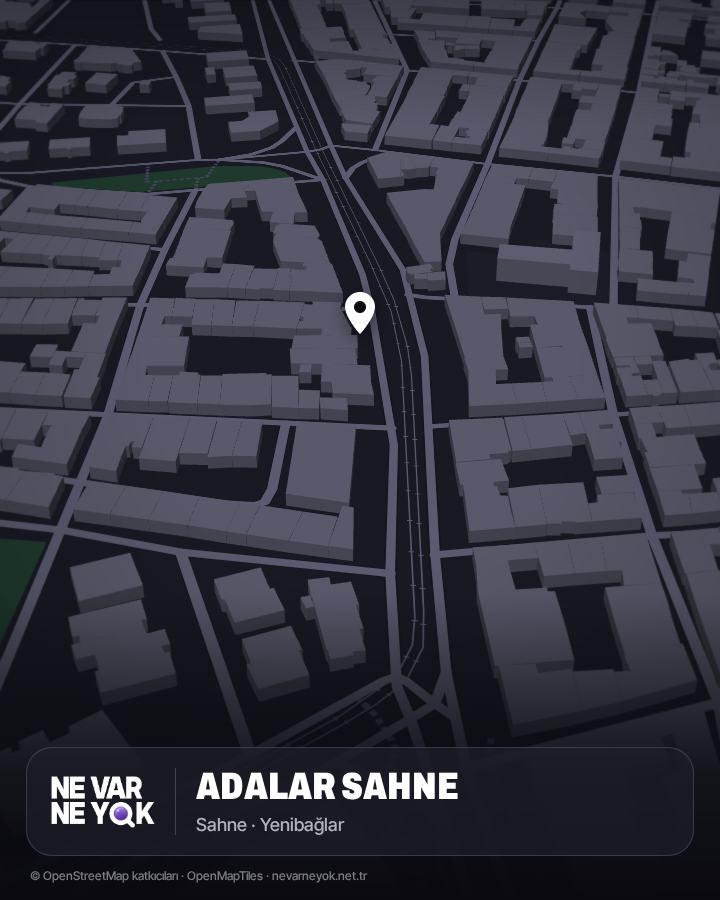 NE VAR
NE YOK
ADALAR SAHNE
Sahne · Yenibağlar
© OpenStreetMap katkıcıları · OpenMapTiles · nevarneyok.net.tr